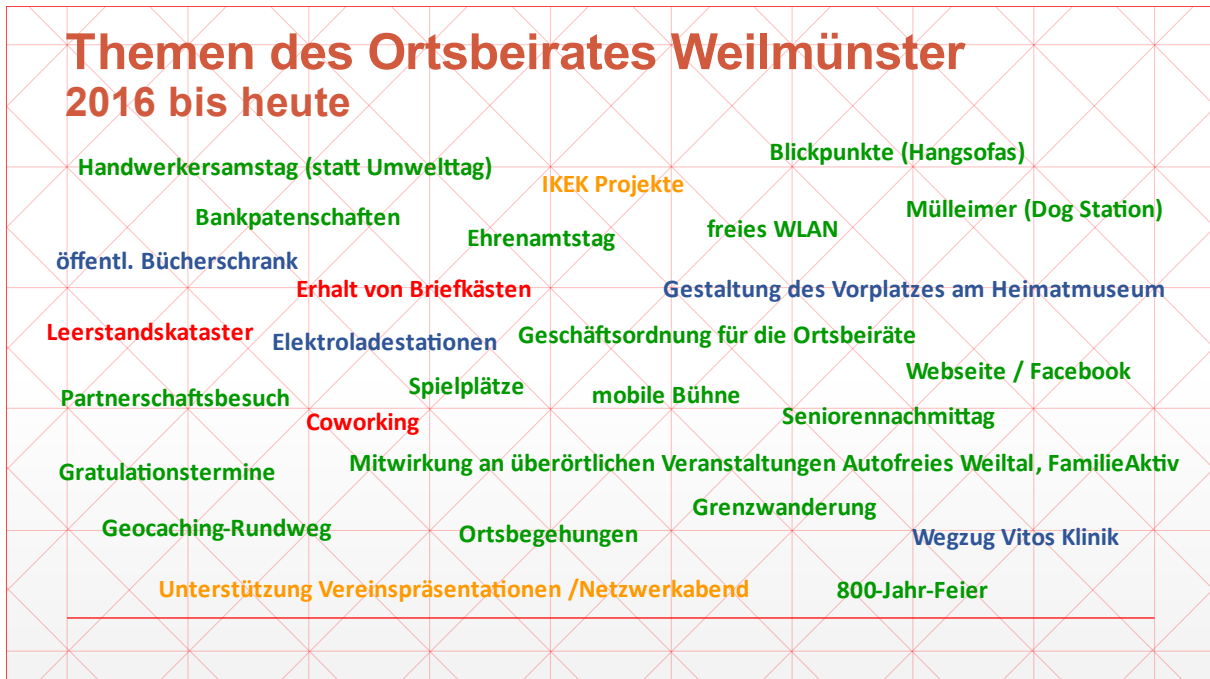 Themen des Ortsbeirates Weilmünster
2016 bis heute
Blickpunkte (Hangsofas)
Handwerkersamstag (statt Umwelttag)
IKEK Projekte
Mülleimer (Dog Station)
Bankpatenschaften
freies WLAN
Ehrenamtstag
öffentl. Bücherschrank
Erhalt von Briefkästen
Gestaltung des Vorplatzes am Heimatmuseum
Leerstandskataster
Elektroladestationen
Geschäftsordnung für die Ortsbeiräte
Webseite / Facebook
Spielplätze
Partnerschaftsbesuch
mobile Bühne
Seniorennachmittag
Coworking
Mitwirkung an überörtlichen Veranstaltungen Autofreies Weiltal, FamilieAktiv
Gratulationstermine
Grenzwanderung
Geocaching-Rundweg
Ortsbegehungen
Wegzug Vitos Klinik
Unterstützung Vereinspräsentationen /Netzwerkabend
800-Jahr-Feier